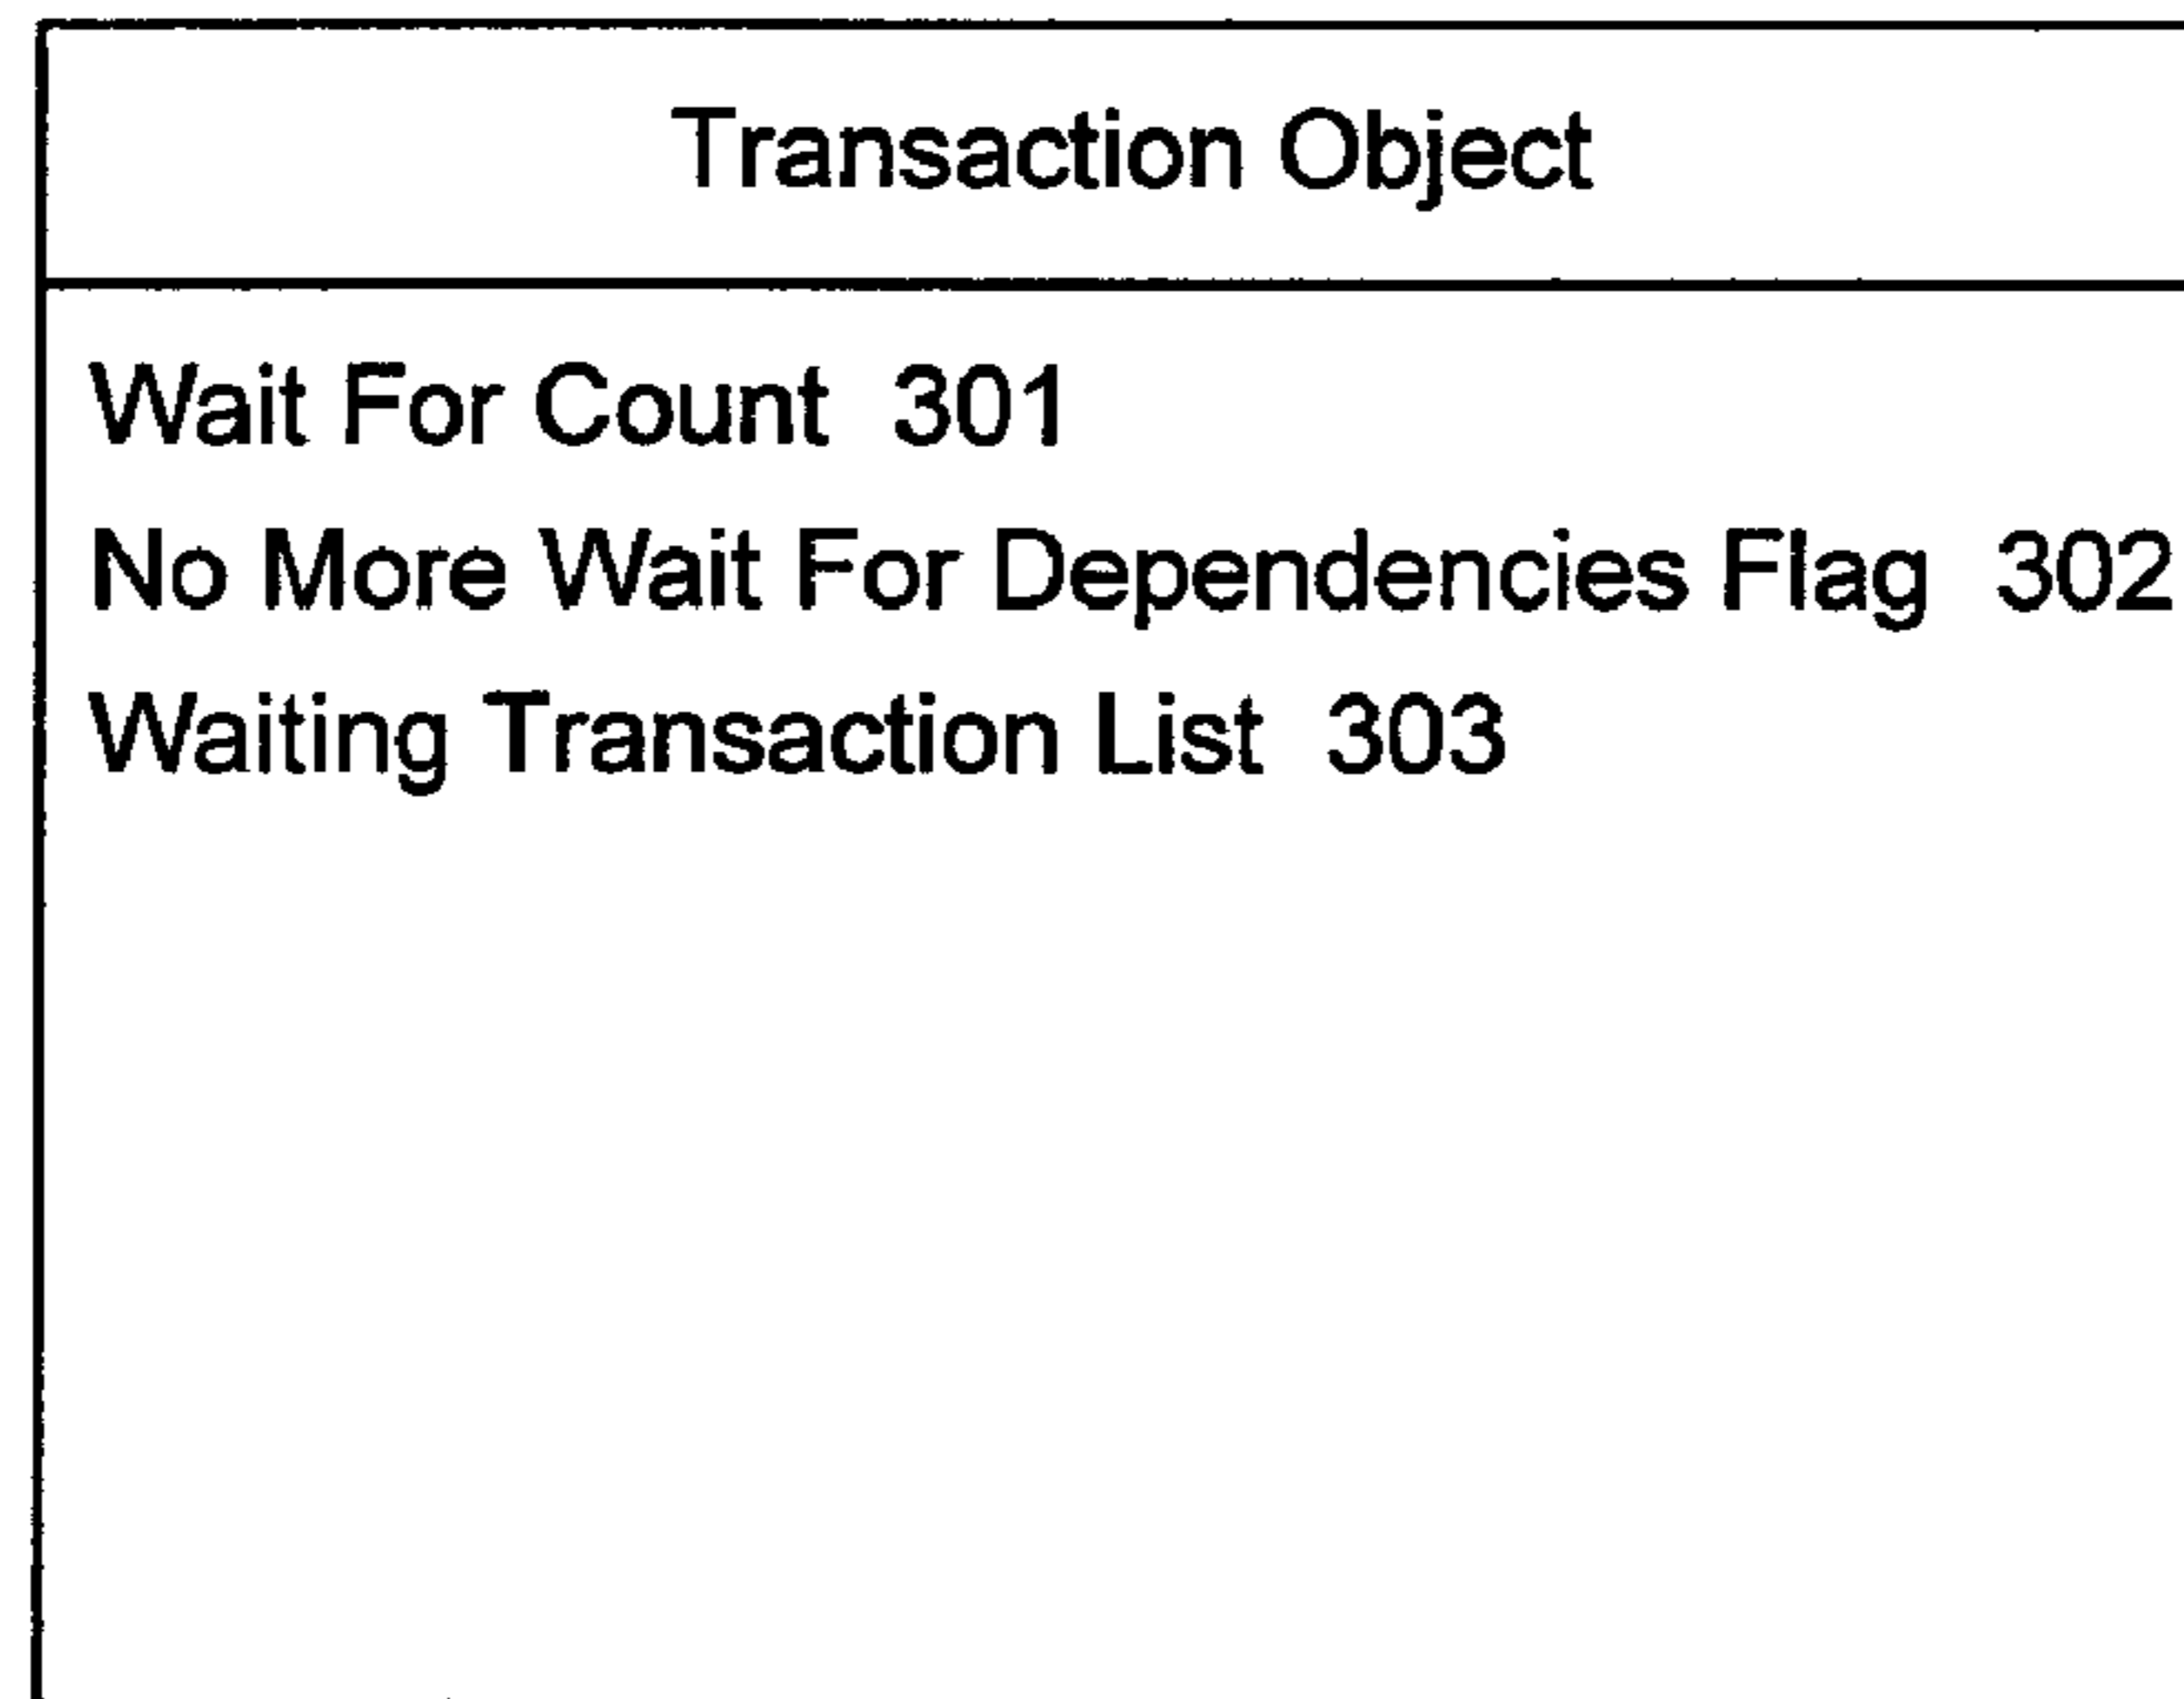 Transaction Object
Wait For Count 301
No More Wait For Dependencies Flag 302
Waiting Transaction List 303